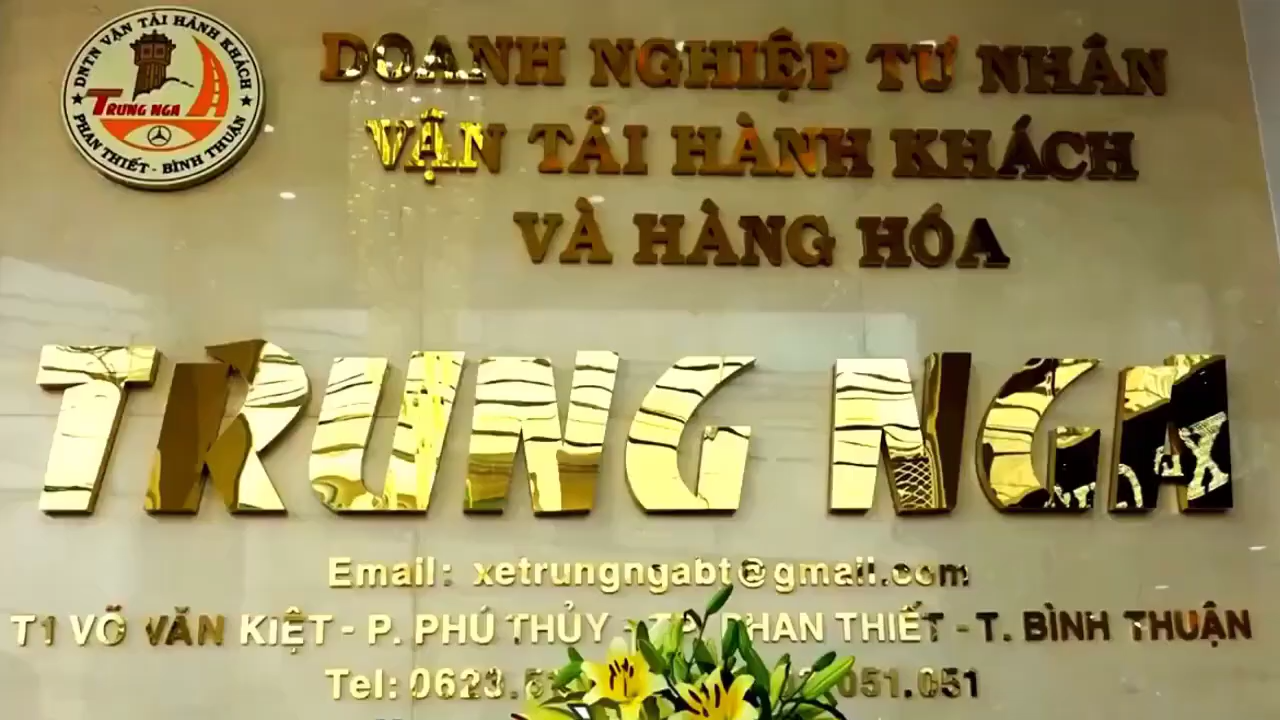 DNTN VẬN TẢI HÀNH KHÁCH
TRUNG NGA
PHAN THIẾT - BÌNH THUẬN
DOANH NGHIỆP TƯ NHÂN
VẬN TẢI HÀNH KHÁCH
VÀ HÀNG HÓA
TRUNG NGA
Email: xetrungngabt@gmail.com
T1 VÕ VĂN KIỆT - P. PHÚ THỦY - TP. PHAN THIẾT - T. BÌNH THUẬN
Tel: 051.051